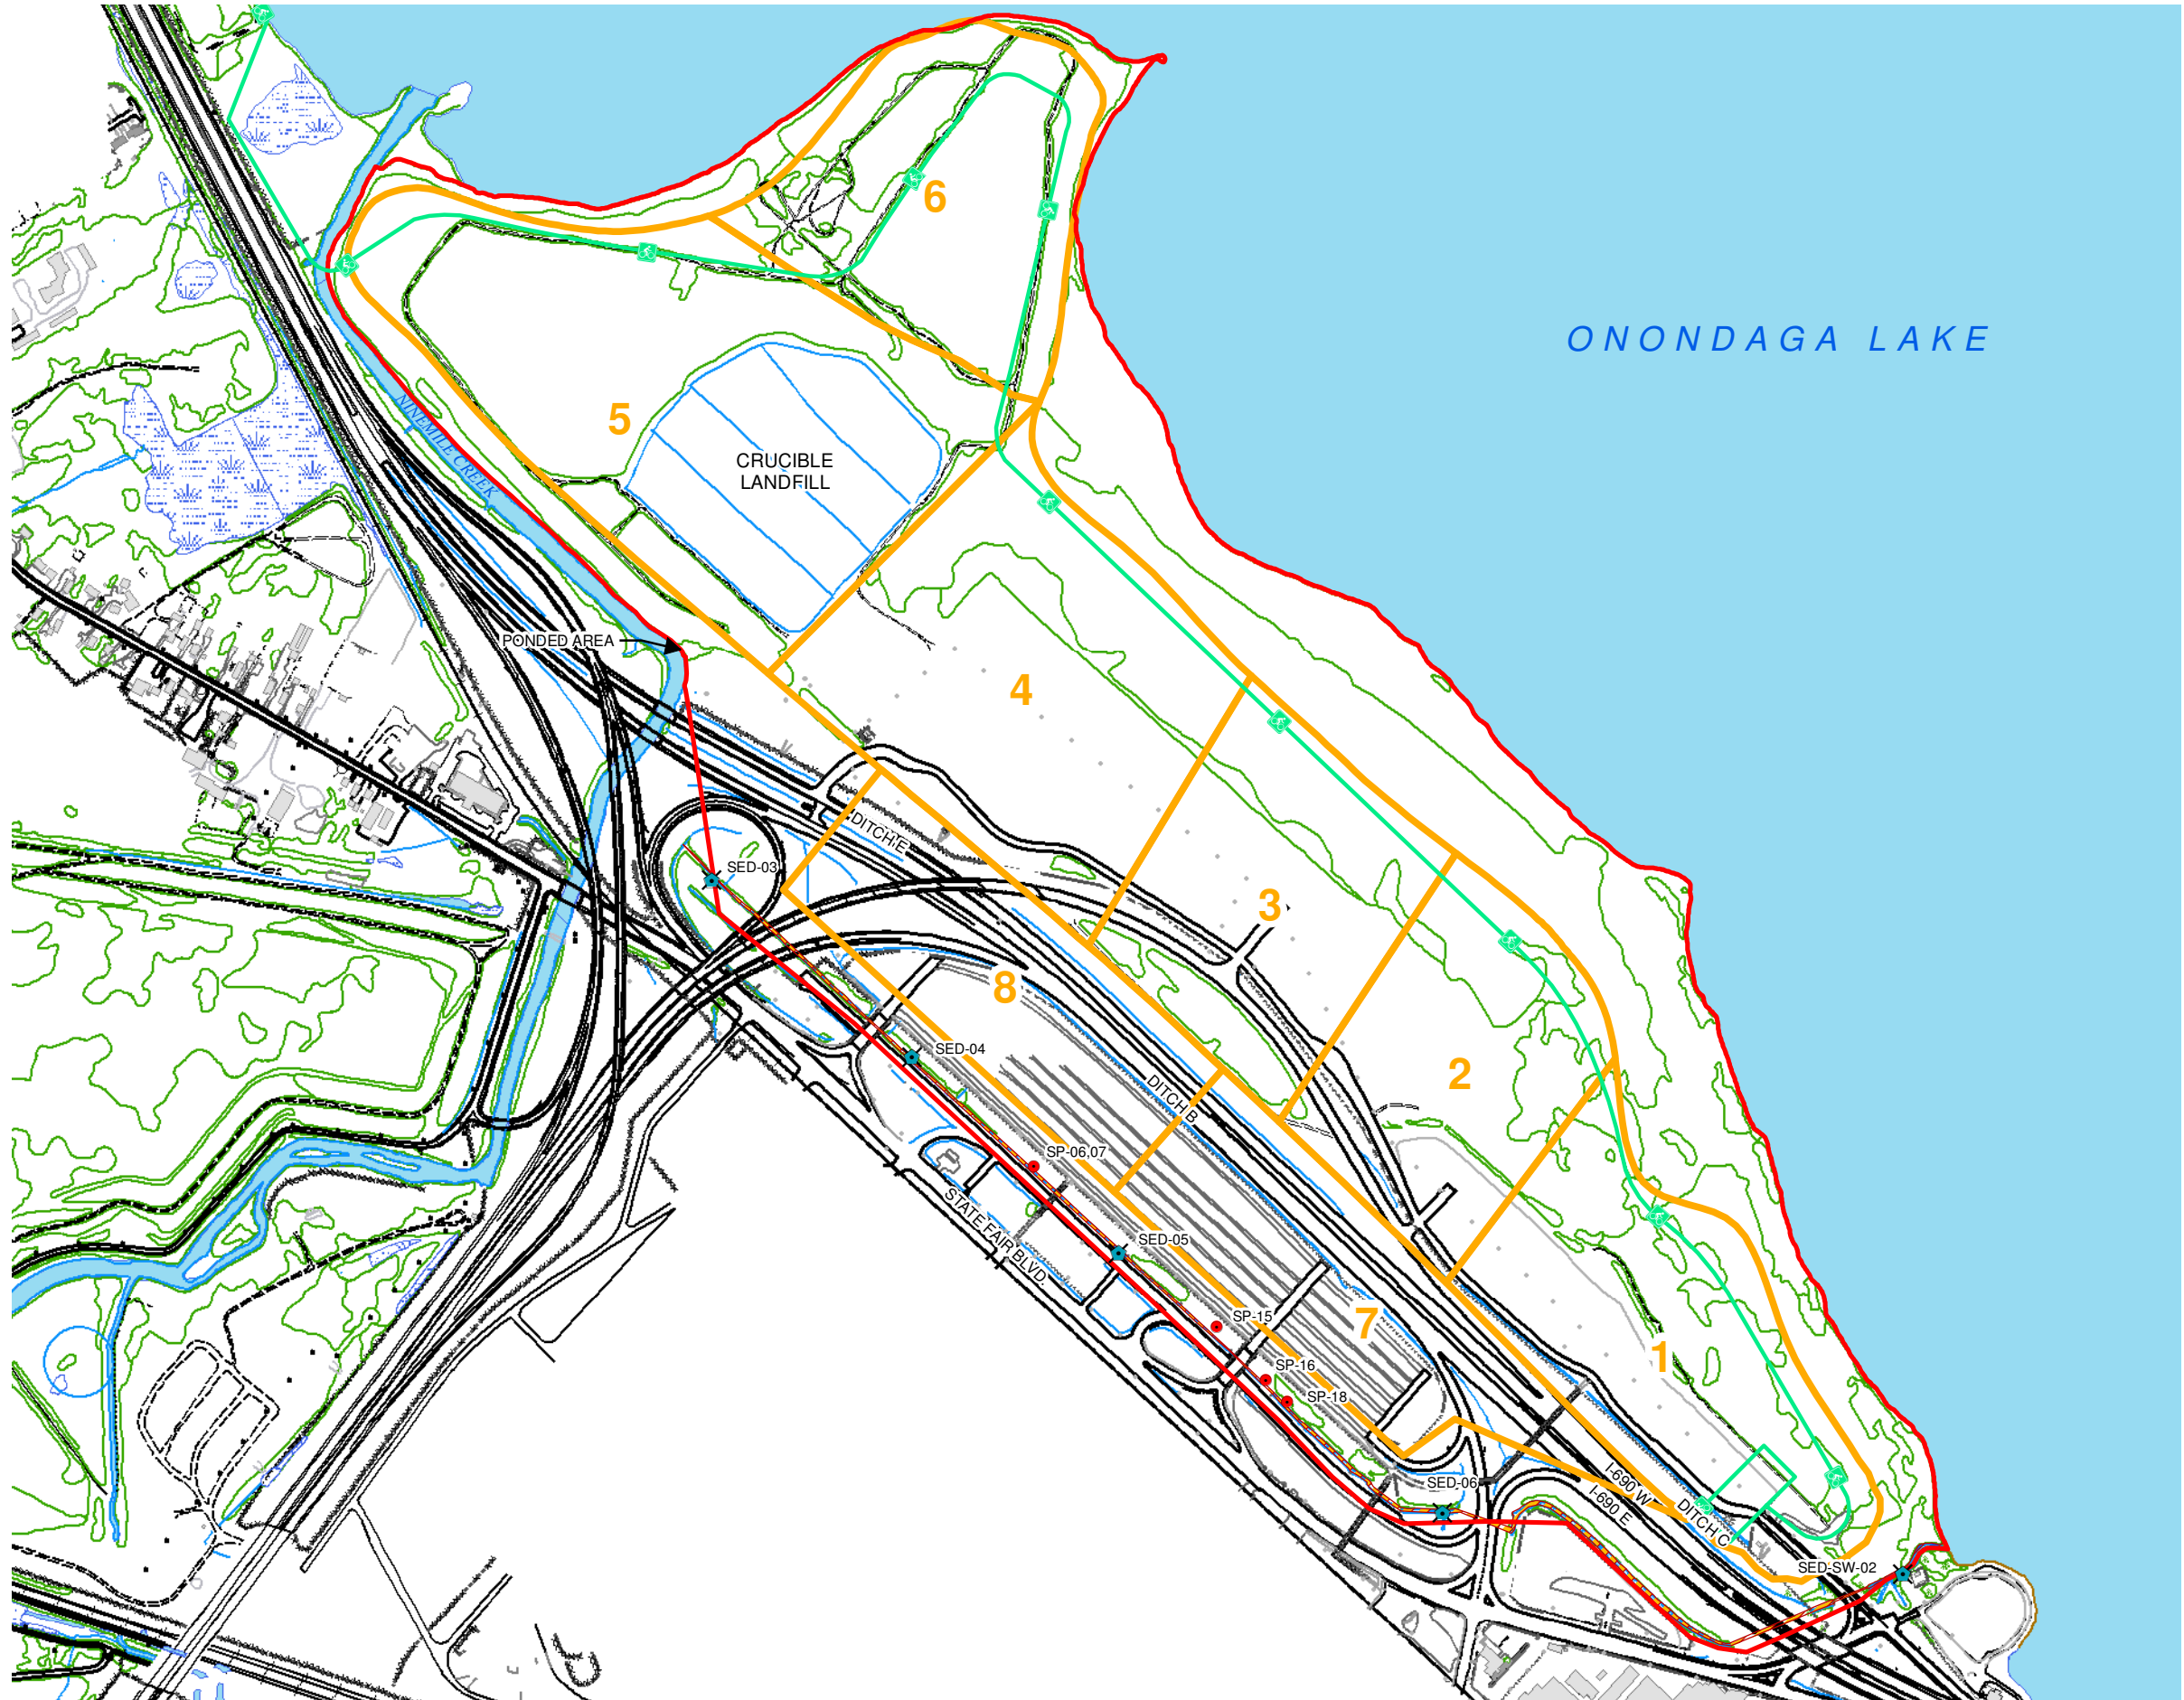 6
ONONDAGA LAKE
5
NINEMILE CREEK
CRUCIBLE
LANDFILL
PONDED AREA
4
DITCH E
SED-03
3
8
SED-04
2
DITCH B
SP-06,07
STATE FAIR BLVD.
SED-05
SP-15
7
1
SP-16
SP-18
SED-06
I-690 W
I-690 E
DITCH C
SED-SW-02